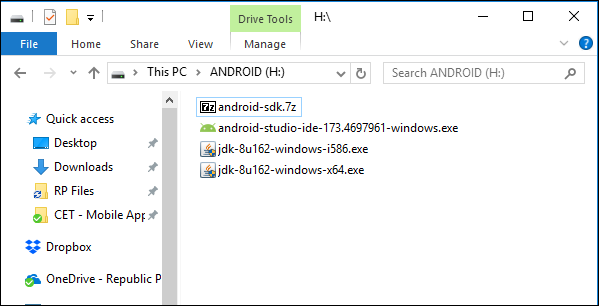 Drive Tools H:\
File Home Share View Manage
This PC ANDROID (H:) Search ANDROID (H:)
Quick access
Desktop
Downloads
RP Files
CET - Mobile App
Dropbox
OneDrive - Republic P
7z android-sdk.7z
android-studio-ide-173.4697961-windows.exe
jdk-8u162-windows-i586.exe
jdk-8u162-windows-x64.exe